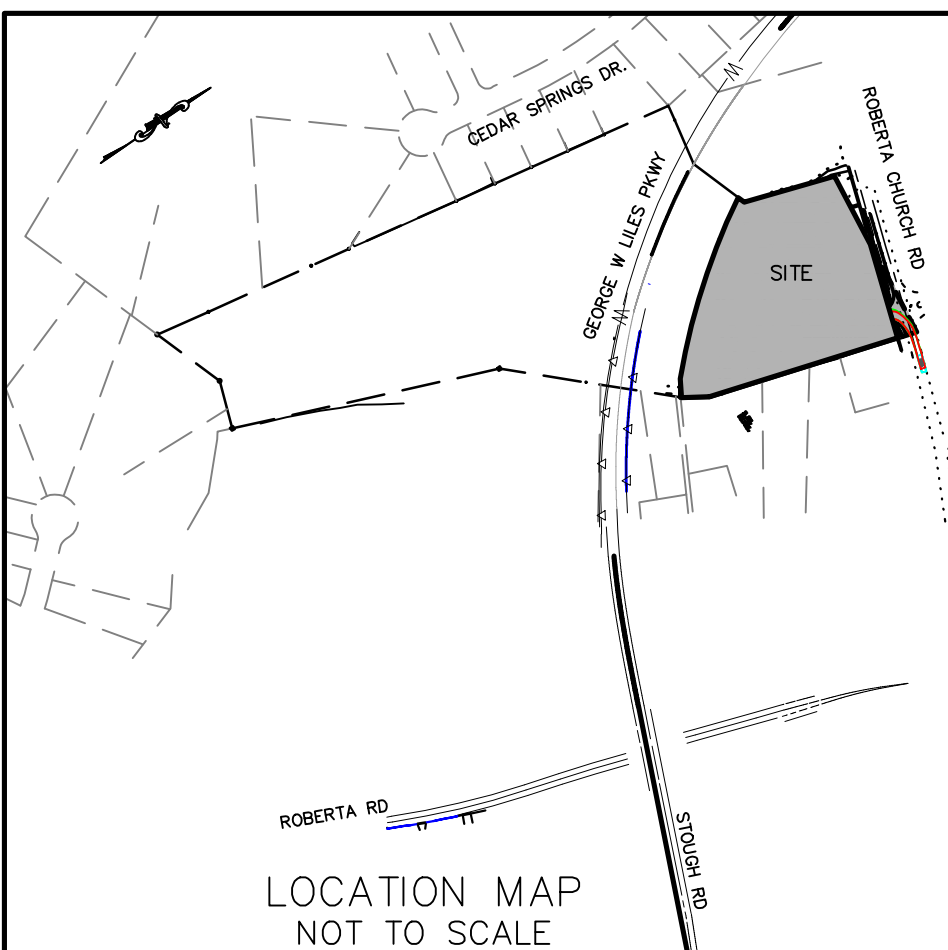 CEDAR SPRINGS DR.
ROBERTA CHURCH RD
GEORGE W LILES PKWY
SITE
ROBERTA RD
STOUGH RD
LOCATION MAP
NOT TO SCALE